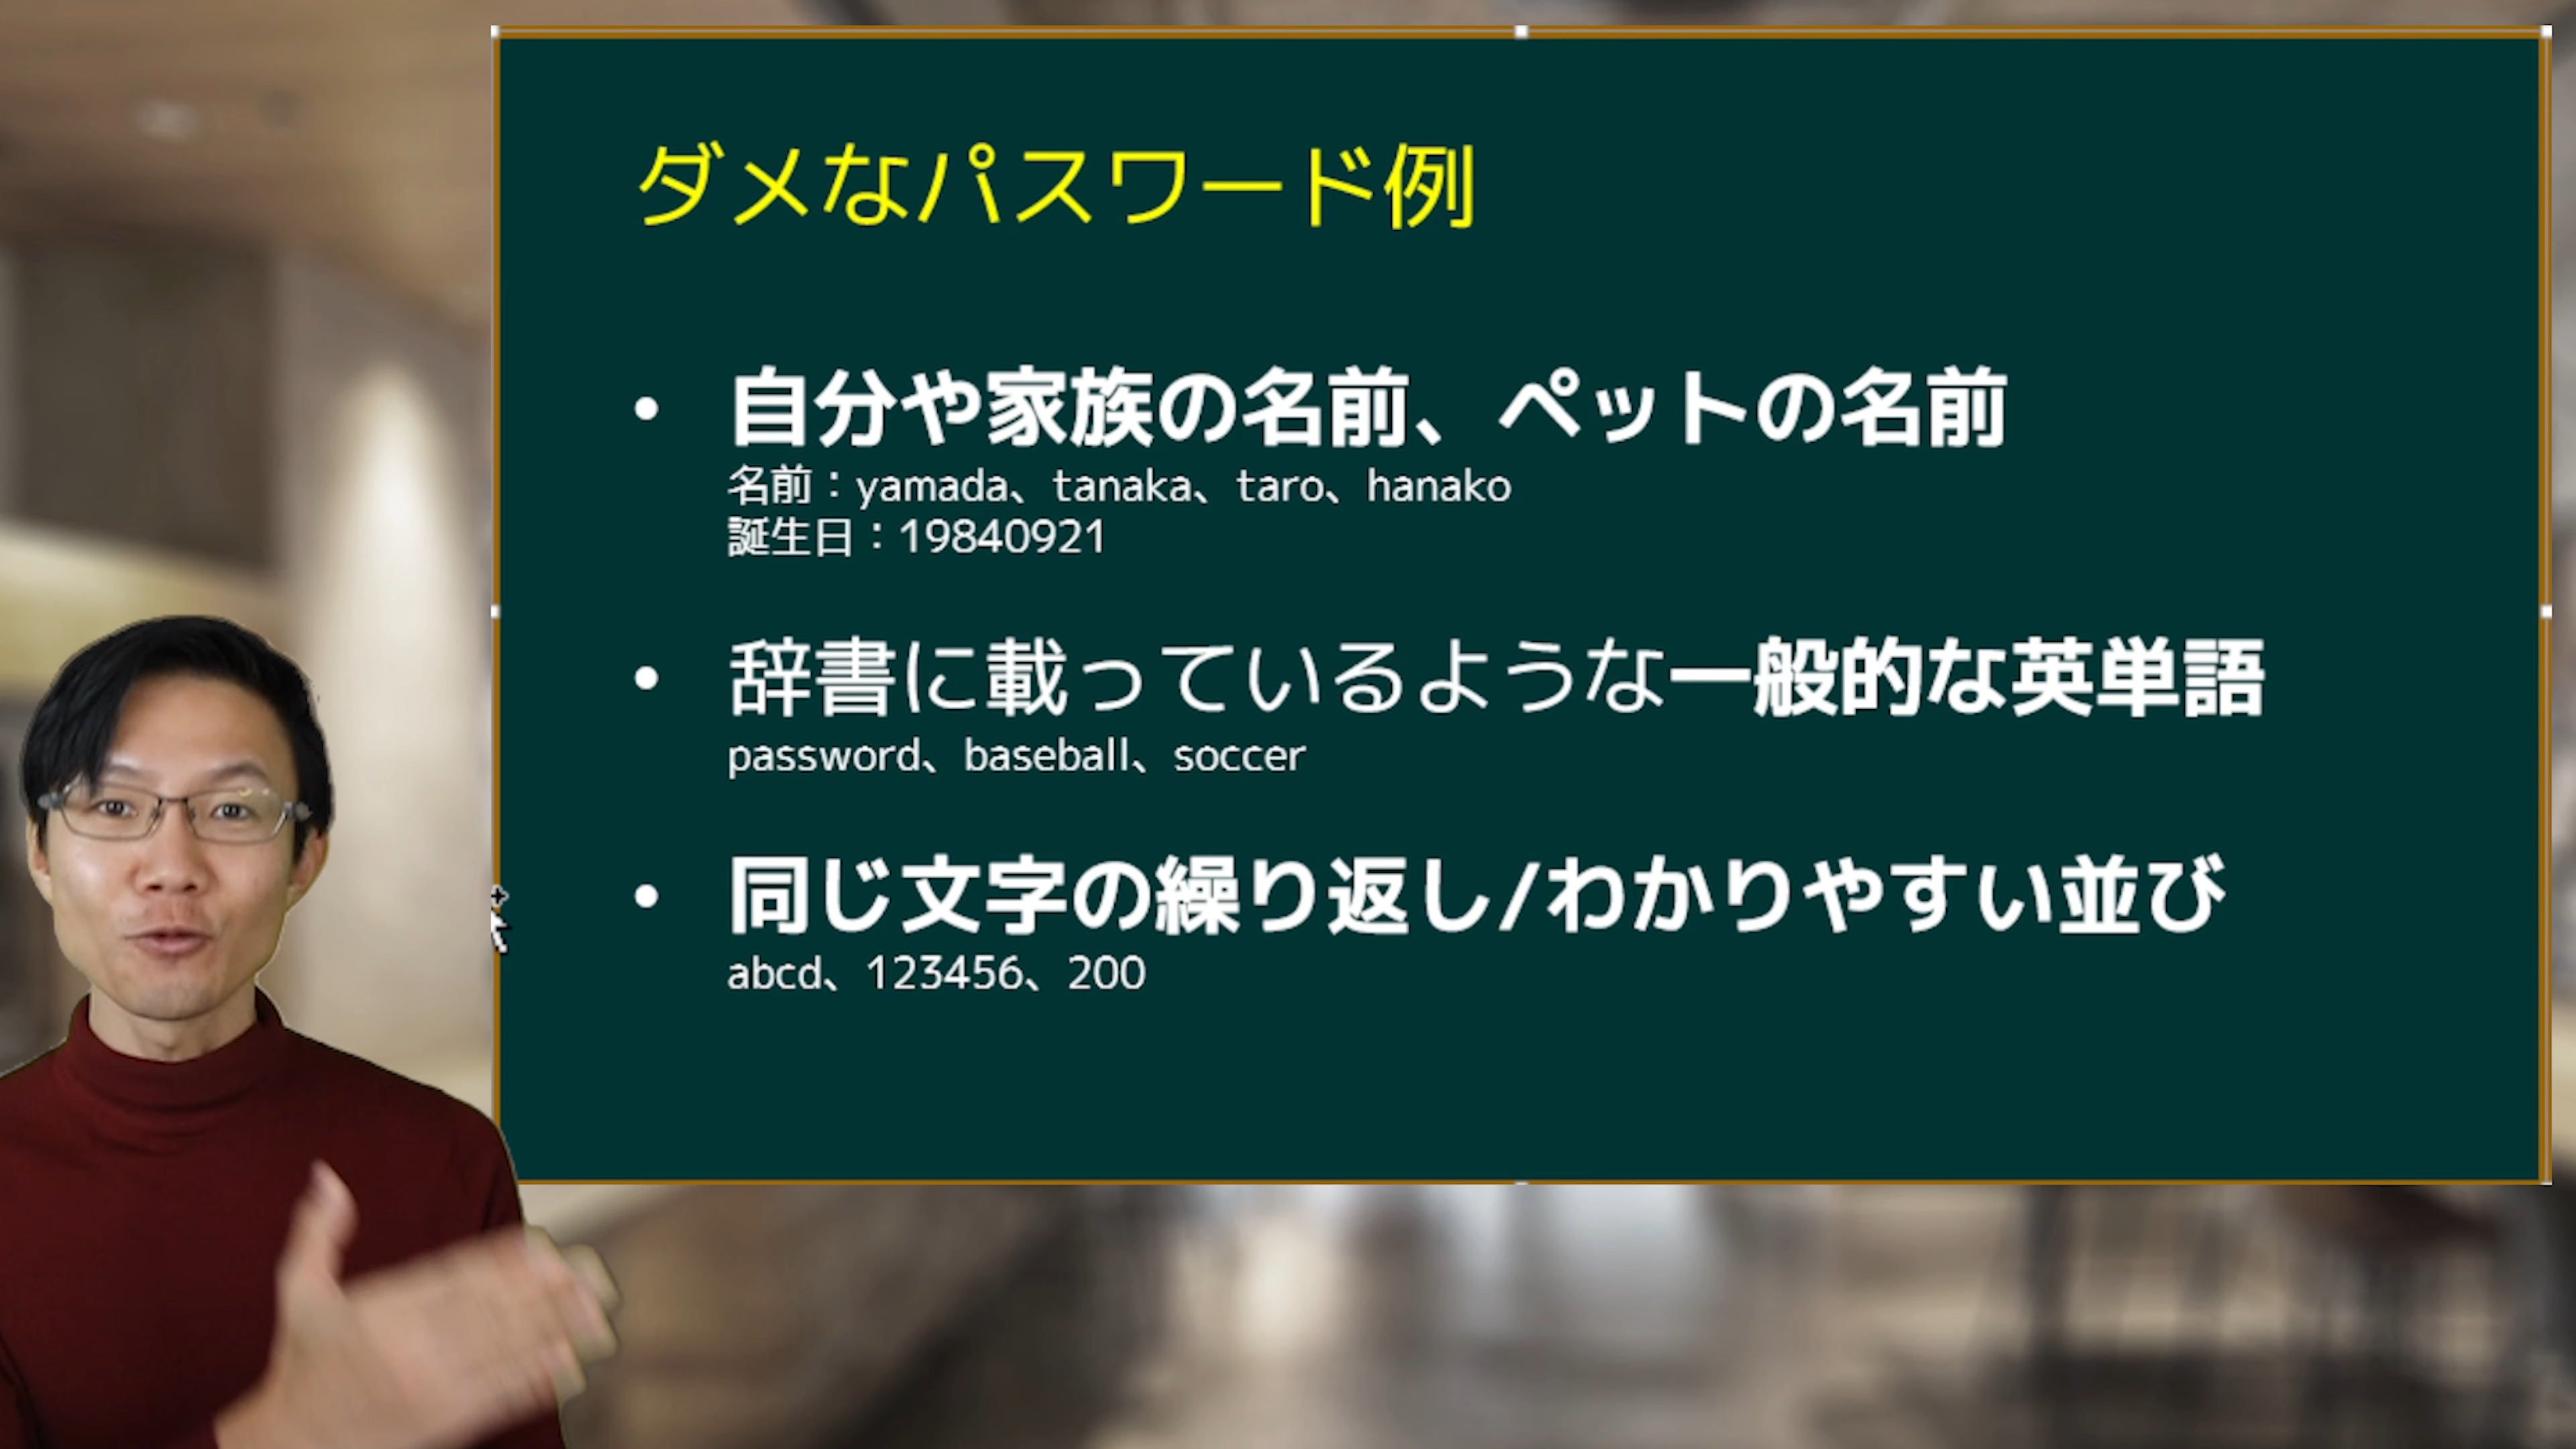 ダメなパスワード例
• 自分や家族の名前、ペットの名前
名前：yamada、tanaka、taro、hanako
誕生日：19840921
• 辞書に載っているような一般的な英単語
password、baseball、soccer
• 同じ文字の繰り返し/わかりやすい並び
abcd、123456、200